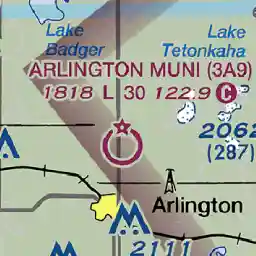 Lake
Badger
Lake
Tetonkaha
ARLINGTON MUNI (3A9)
1818 L 30 122.9 C
2062
(287)
Arlington
2111